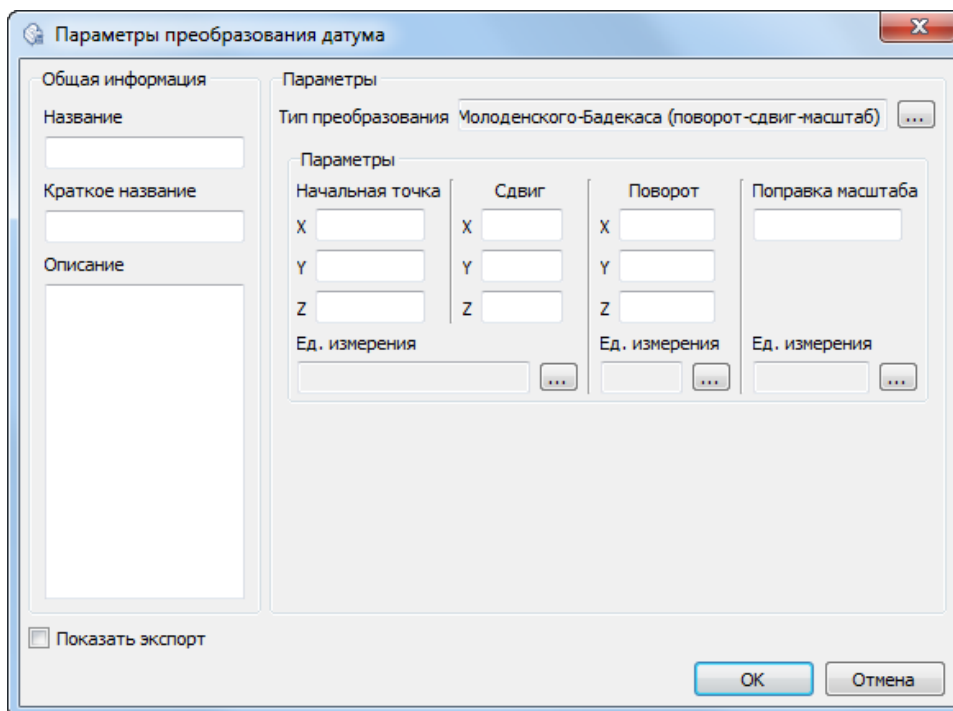 Параметры преобразования датума
Общая информация
Название
Краткое название
Описание
Параметры
Тип преобразования Молоденского-Бадекаса (поворот-сдвиг-масштаб) ...
Параметры
Начальная точка Сдвиг Поворот Поправка масштаба
X X X
Y Y Y
Z Z Z
Ед. измерения Ед. измерения Ед. измерения
... ... ...
Показать экспорт
OK Отмена